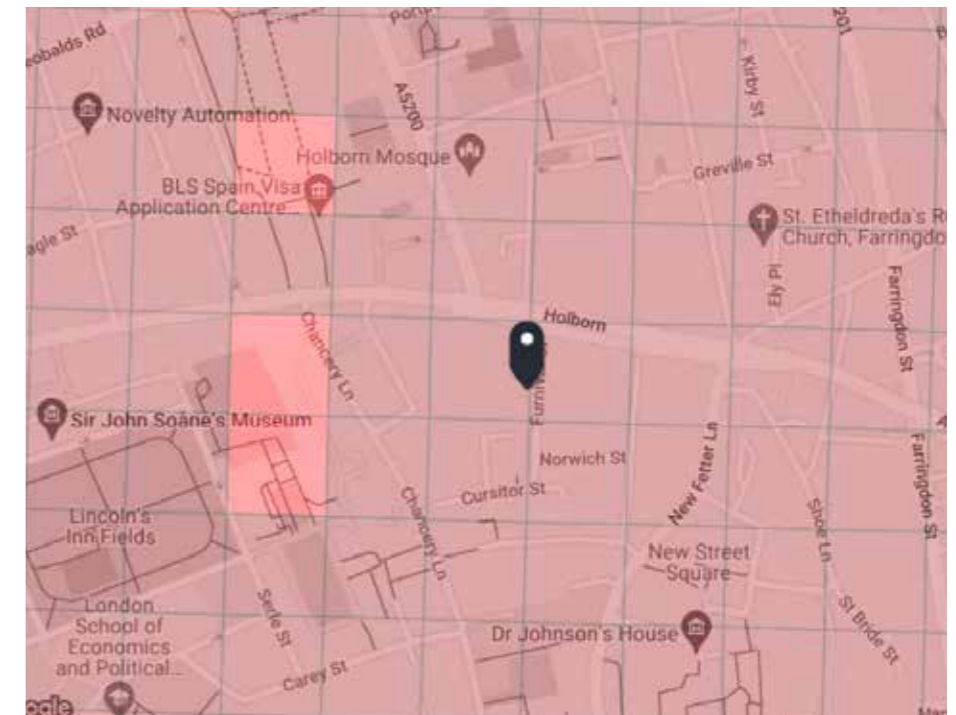 eobalds Rd
A5200
201
Kirby St
Novelty Automation
Holborn Mosque
Greville St
BLS Spain Visa
Application Centre...
agle St
St. Etheldreda's R
Church, Farringdo
Ely Pl
Farringdon St
Holborn
Chancery Ln
Sir John Soane's Museum
Norwich St
Cursitor St
New Fetter Ln
Farringdon St
Lincoln's
Inn Fields
Chancery Ln
Shoe Ln
New Street
Square
London
School of
Economics
and Political...
Serle St
Dr Johnson's House
St Bride St
Carey St